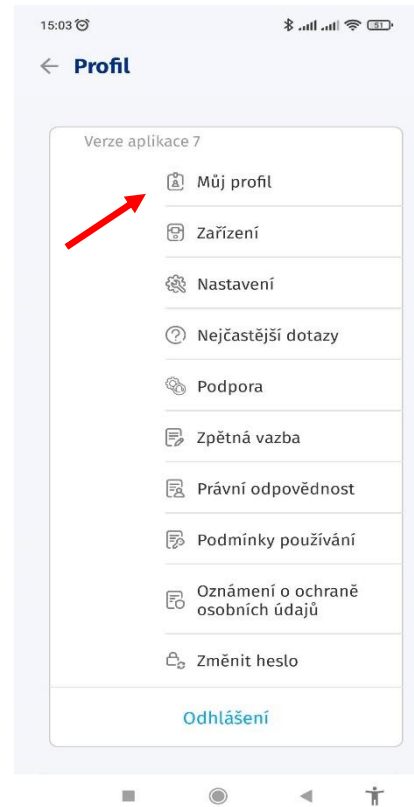 15:03
51
Profil
Verze aplikace 7
Můj profil
Zařízení
Nastavení
Nejčastější dotazy
Podpora
Zpětná vazba
Právní odpovědnost
Podmínky používání
Oznámení o ochraně
osobních údajů
Změnit heslo
Odhlášení